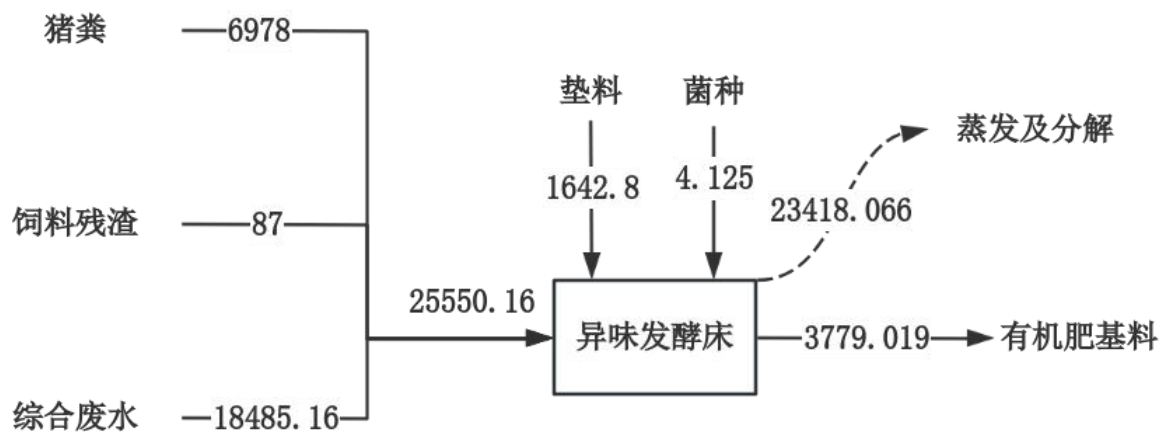 猪粪
6978
垫料
菌种
蒸发及分解
1642.8
4.125
23418.066
饲料残渣
87
25550.16
异味发酵床
3779.019
有机肥基料
综合废水
18485.16